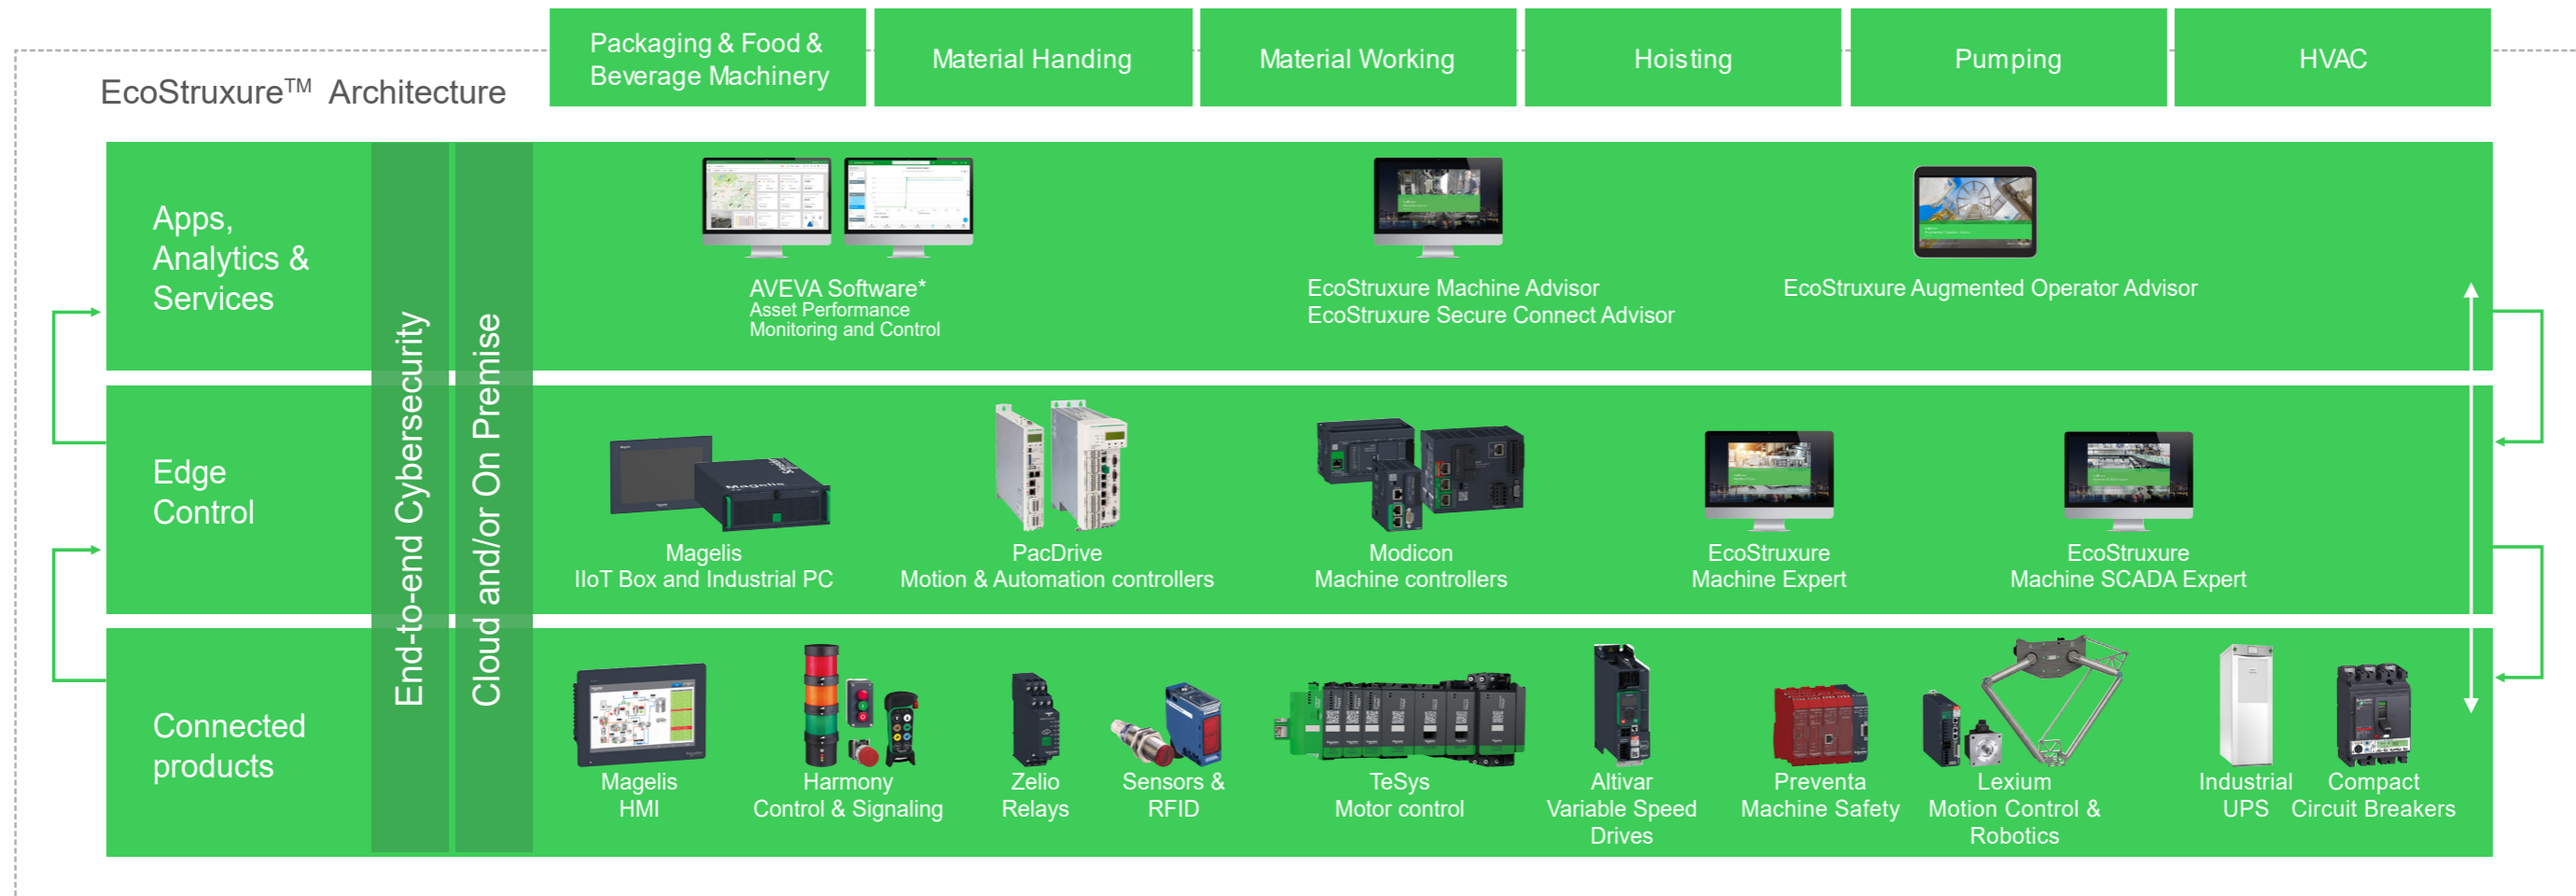 Packaging & Food &
Beverage Machinery
Material Handing
Material Working
Hoisting
Pumping
HVAC
EcoStruxure™ Architecture
Apps,
Analytics &
Services
End-to-end Cybersecurity
Cloud and/or On Premise
AVEVA Software*
Asset Performance
Monitoring and Control
EcoStruxure Machine Advisor
EcoStruxure Secure Connect Advisor
EcoStruxure Augmented Operator Advisor
Edge
Control
Magelis
Magelis
IIoT Box and Industrial PC
PacDrive
Motion & Automation controllers
Modicon
Machine controllers
EcoStruxure
Machine Expert
EcoStruxure
Machine SCADA Expert
Connected
products
Magelis
HMI
Harmony
Control & Signaling
Zelio
Relays
Sensors &
RFID
TeSys
Motor control
Altivar
Variable Speed
Drives
Preventa
Machine Safety
Lexium
Motion Control &
Robotics
Industrial
UPS
Compact
Circuit Breakers